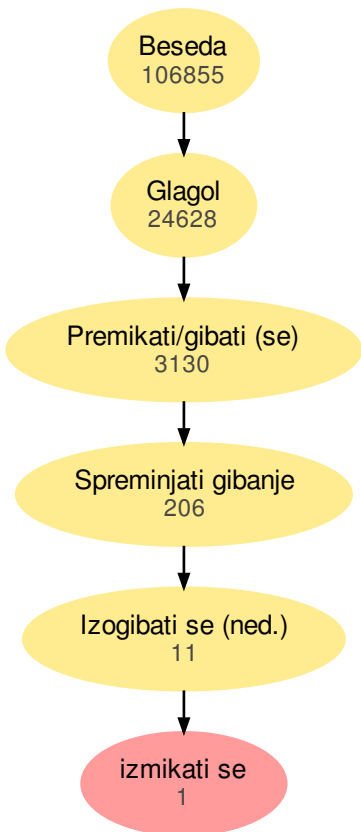 Beseda
106855
Glagol
24628
Premikati/gibati (se)
3130
Spreminjati gibanje
206
Izogibati se (ned.)
11
izmikati se
1